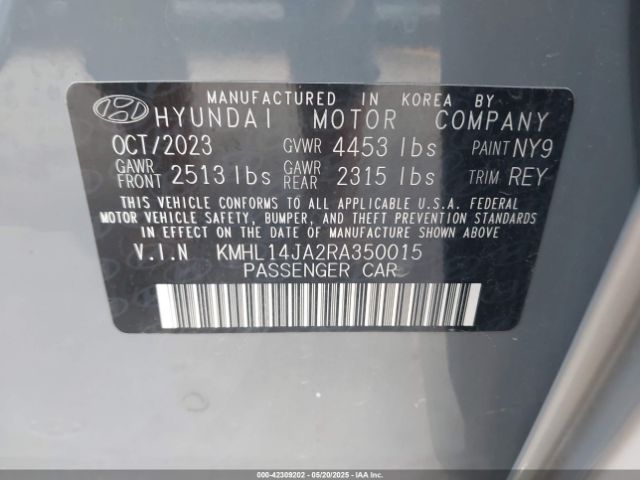 MANUFACTURED IN KOREA BY
HYUNDAI MOTOR COMPANY
OCT/2023 GVWR 4453 lbs PAINT NY9
GAWR FRONT 2513 lbs GAWR REAR 2315 lbs TRIM REY
THIS VEHICLE CONFORMS TO ALL APPLICABLE U.S.A. FEDERAL
MOTOR VEHICLE SAFETY, BUMPER, AND THEFT PREVENTION STANDARDS
IN EFFECT ON THE DATE OF MANUFACTURE SHOWN ABOVE.
V.I.N KMHL14JA2RA350015
PASSENGER CAR
000-42309202 — 05/20/2025 — IAAI.COM